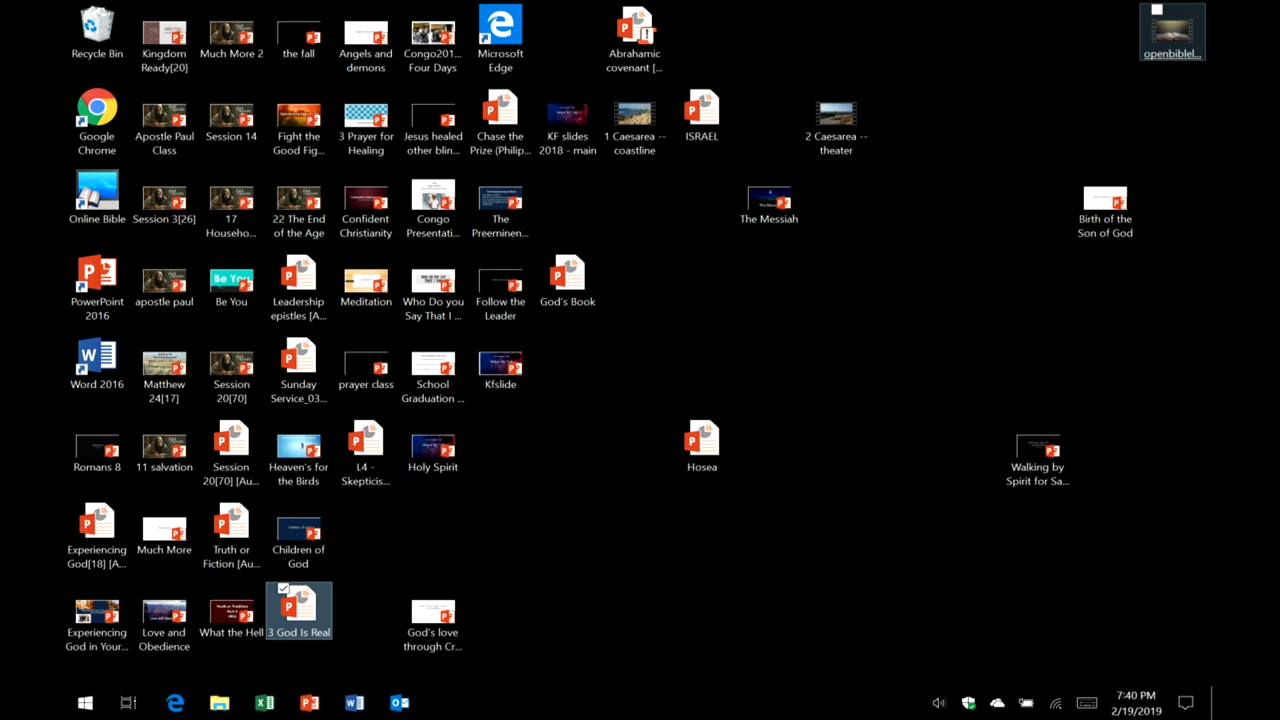 Recycle Bin
Kingdom
Ready[20]
Much More 2
the fall
Angels and
demons
Congo201...
Four Days
Microsoft
Edge
Abrahamic
covenant [...
openbiblel...
Google
Chrome
Apostle Paul
Class
Session 14
Fight the
Good Fig...
3 Prayer for
Healing
Jesus healed
other blin...
Chase the
Prize (Philip...
KF slides
2018 - main
1 Caesarea --
coastline
ISRAEL
2 Caesarea --
theater
Online Bible
Session 3[26]
17
Househo...
22 The End
of the Age
Confident
Christianity
Congo
Presentati...
The
Preeminen...
The Messiah
Birth of the
Son of God
PowerPoint
2016
apostle paul
Be You
Be You
Leadership
epistles [A...
Meditation
Who Do you
Say That I ...
Follow the
Leader
God's Book
Word 2016
Matthew
24[17]
Session
20[70]
Sunday
Service_03...
prayer class
School
Graduation ...
Kfslide
Romans 8
11 salvation
Session
20[70] [Au...
Heaven's for
the Birds
L4 -
Skepticis...
Holy Spirit
Hosea
Walking by
Spirit for Sa...
Experiencing
God[18] [A...
Much More
Truth or
Fiction [Au...
Children of
God
Experiencing
God in Your...
Love and
Obedience
What the Hell
3 God Is Real
God's love
through Cr...
7:40 PM
2/19/2019